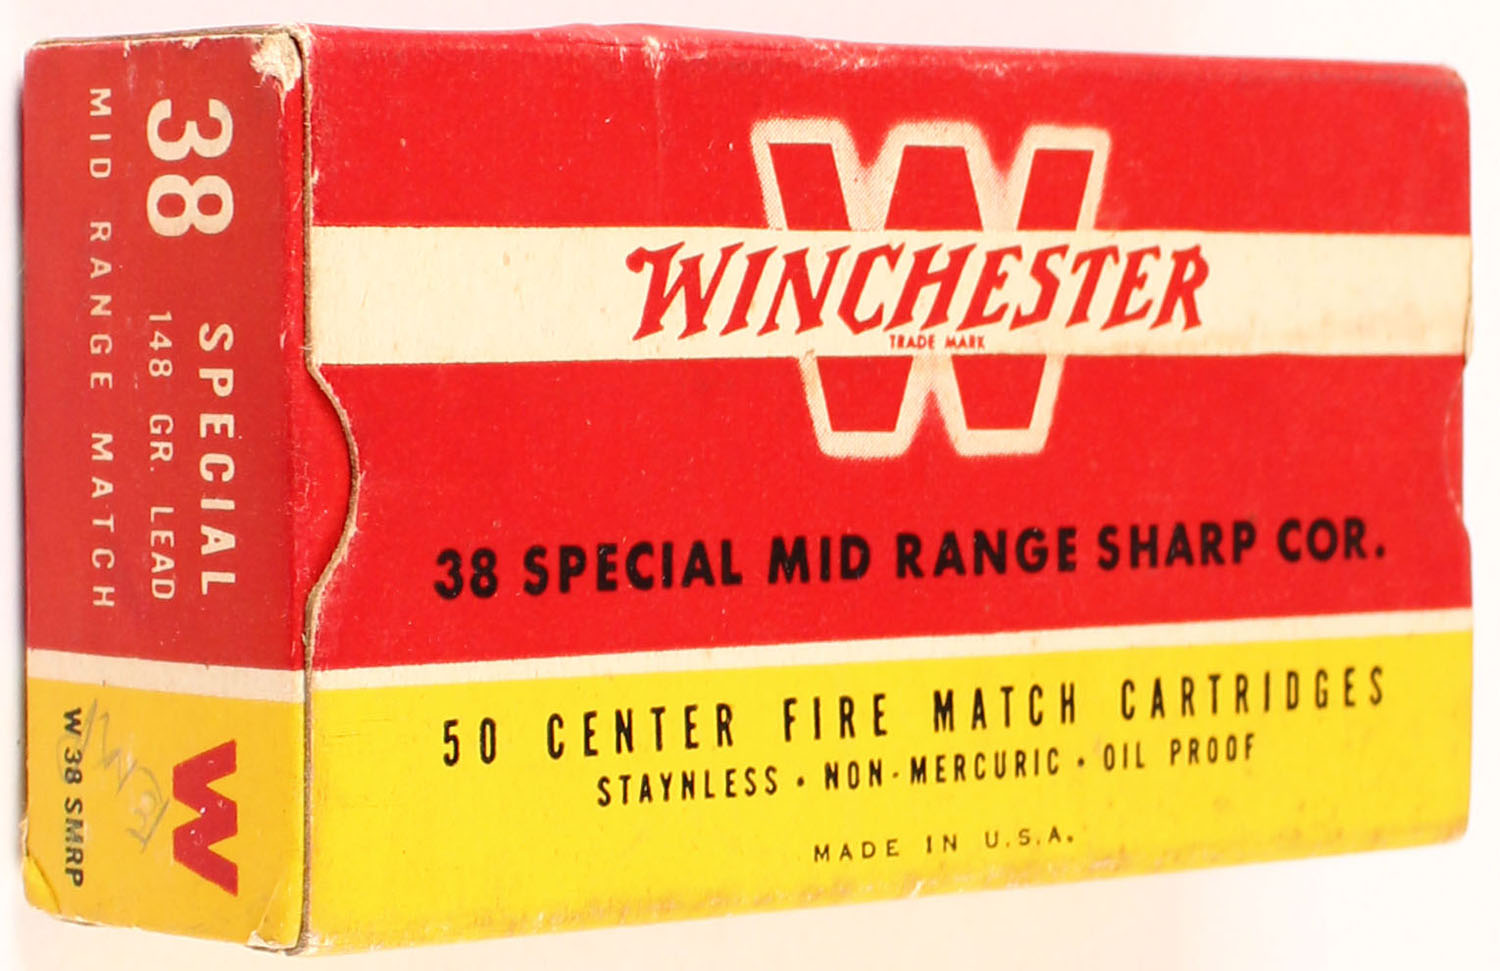 38 SPECIAL
148 GR. LEAD
MID RANGE MATCH
W
W 38 SMRP
W
WINCHESTER
TRADE MARK
38 SPECIAL MID RANGE SHARP COR.
50 CENTER FIRE MATCH CARTRIDGES
STAYNLESS • NON-MERCURIC • OIL PROOF
MADE IN U.S.A.